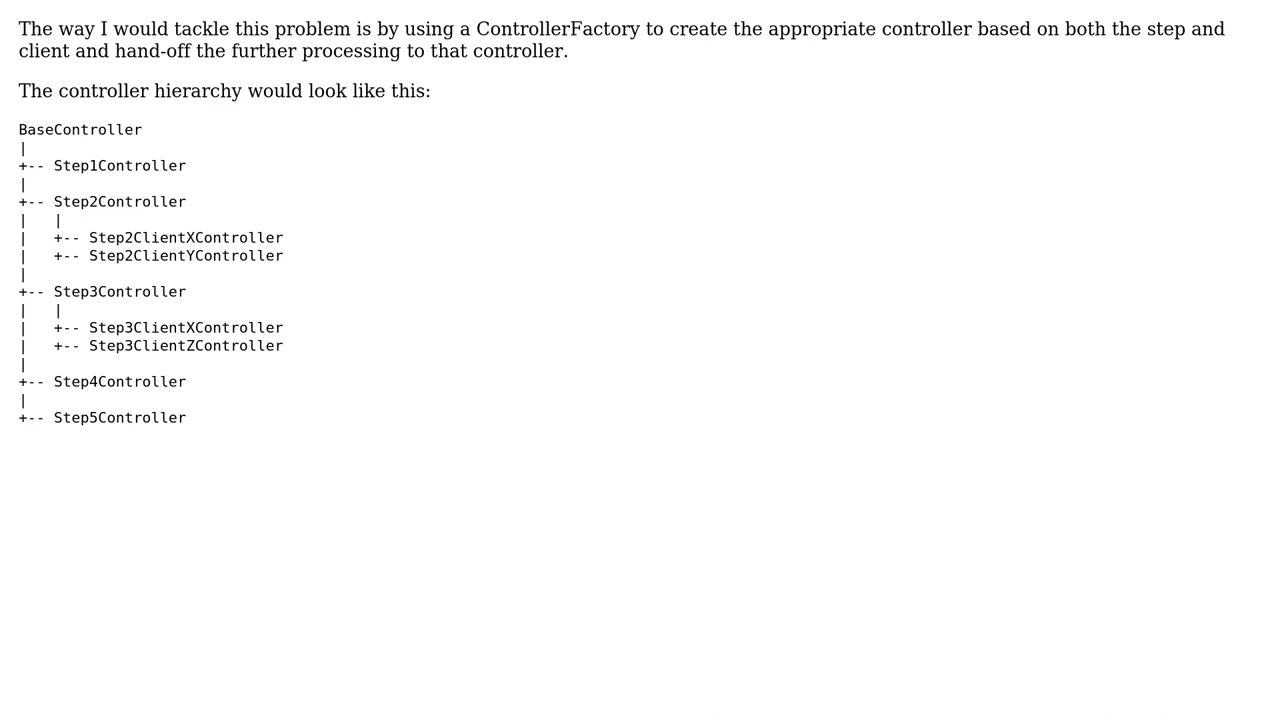 The way I would tackle this problem is by using a ControllerFactory to create the appropriate controller based on both the step and
client and hand-off the further processing to that controller.
The controller hierarchy would look like this:
BaseController
|
+-- Step1Controller
|
+-- Step2Controller
|   |
|   +-- Step2ClientXController
|   +-- Step2ClientYController
|
+-- Step3Controller
|   |
|   +-- Step3ClientXController
|   +-- Step3ClientZController
|
+-- Step4Controller
|
+-- Step5Controller